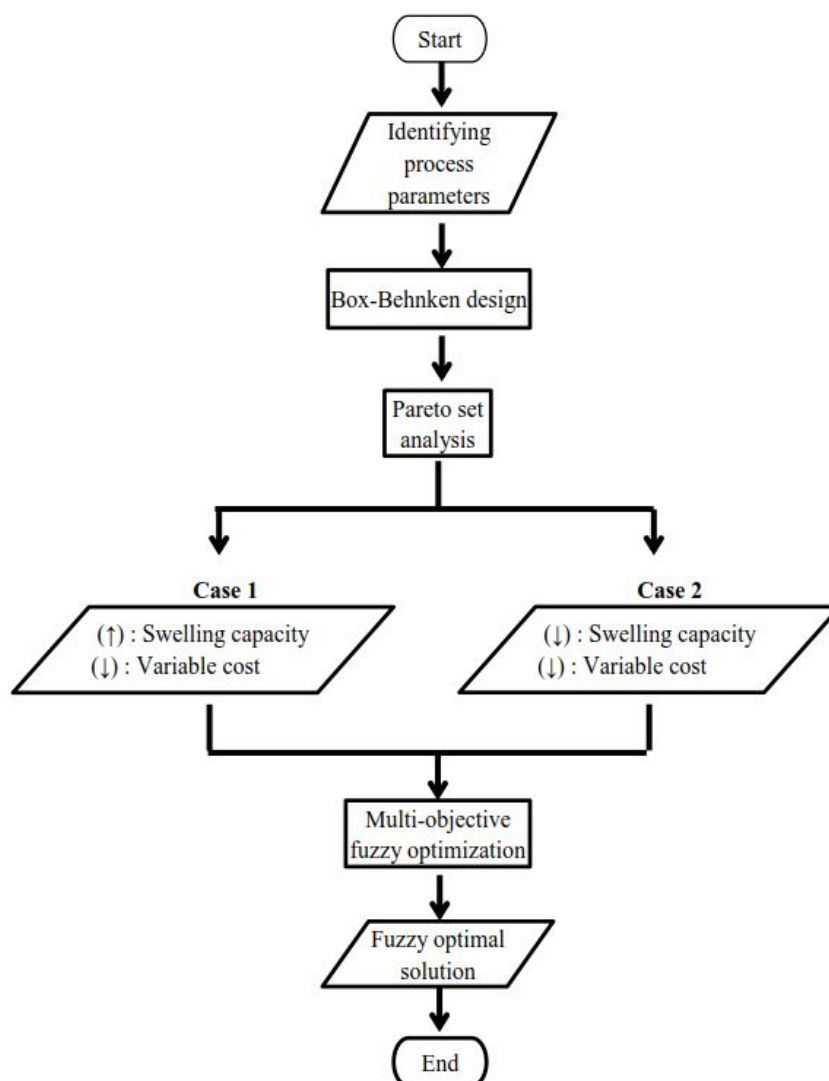 Start
Identifying
process
parameters
Box-Behnken design
Pareto set
analysis
Case 1
(↑) : Swelling capacity
(↓) : Variable cost
Case 2
(↓) : Swelling capacity
(↓) : Variable cost
Multi-objective
fuzzy optimization
Fuzzy optimal
solution
End